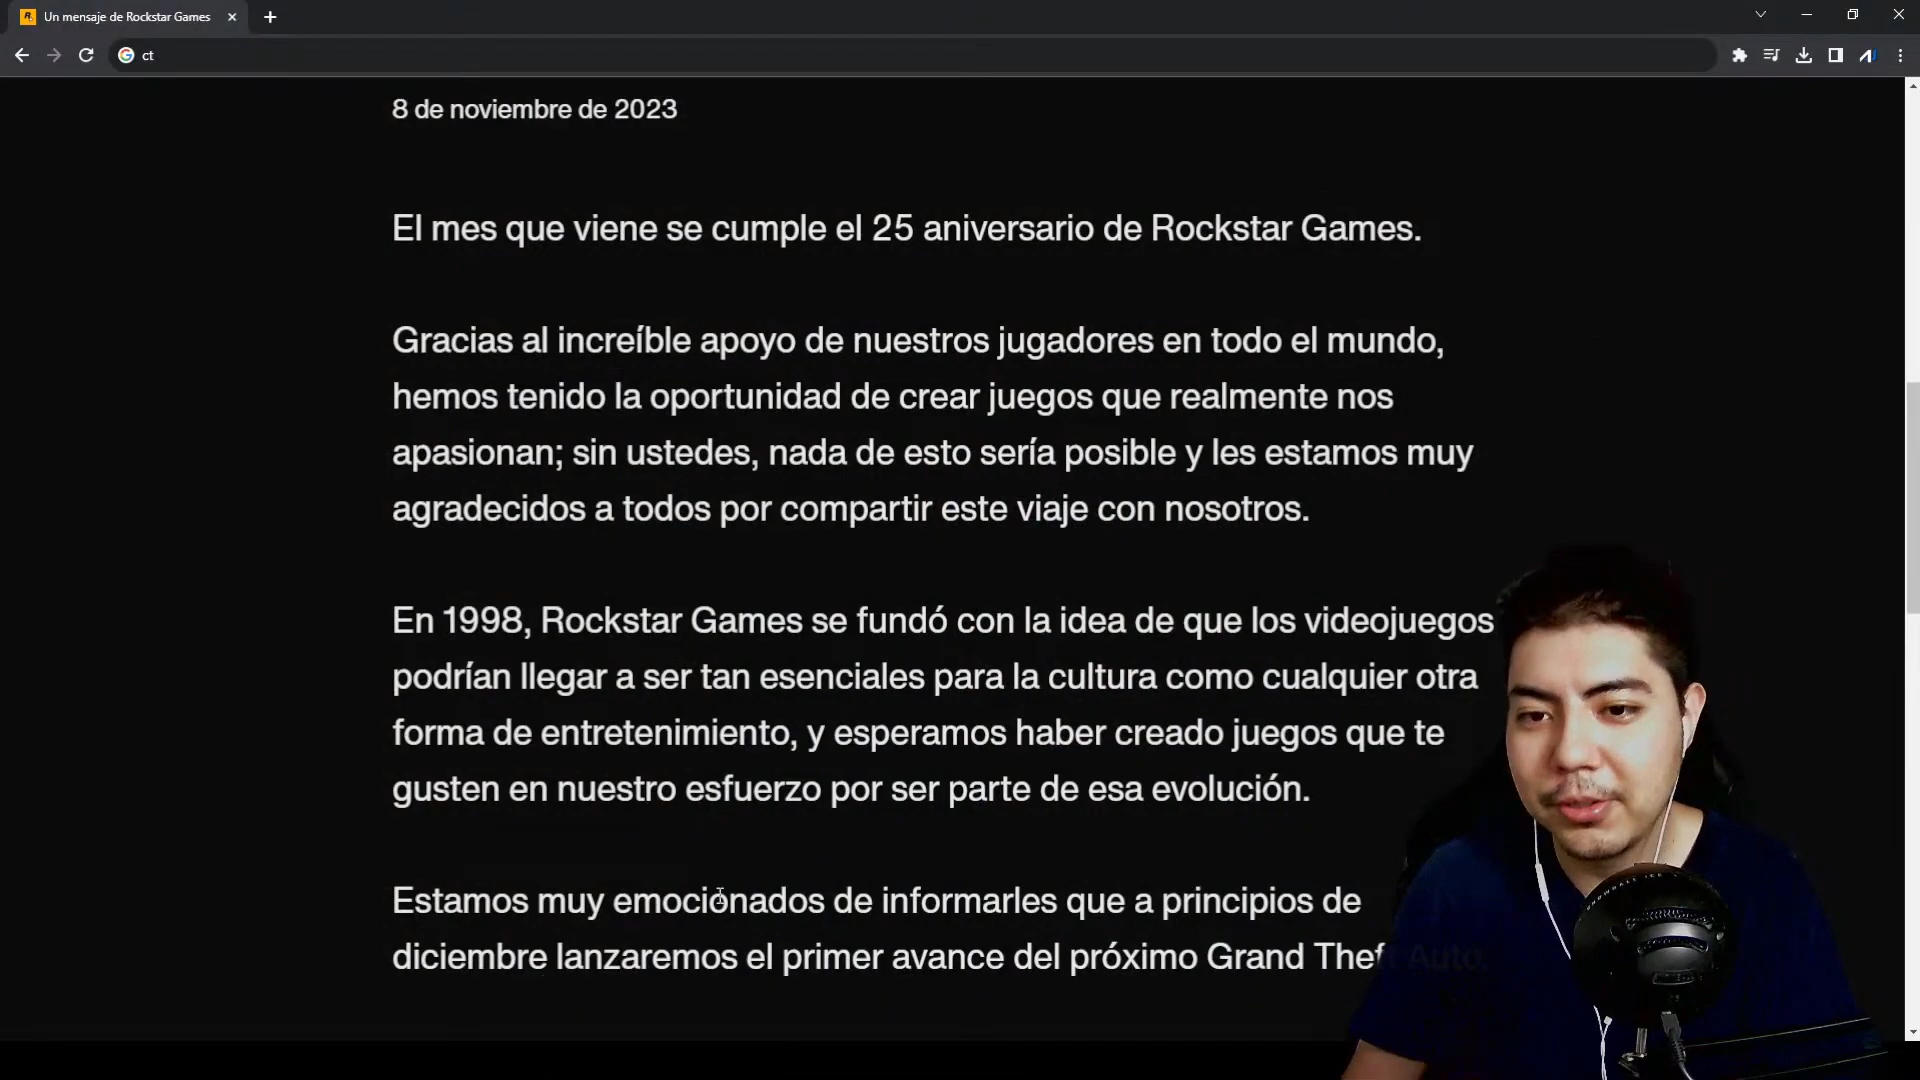 Un mensaje de Rockstar Games
ct
8 de noviembre de 2023
El mes que viene se cumple el 25 aniversario de Rockstar Games.
Gracias al increíble apoyo de nuestros jugadores en todo el mundo,
hemos tenido la oportunidad de crear juegos que realmente nos
apasionan; sin ustedes, nada de esto sería posible y les estamos muy
agradecidos a todos por compartir este viaje con nosotros.
En 1998, Rockstar Games se fundó con la idea de que los videojuegos
podrían llegar a ser tan esenciales para la cultura como cualquier otra
forma de entretenimiento, y esperamos haber creado juegos que te
gusten en nuestro esfuerzo por ser parte de esa evolución.
Estamos muy emocionados de informarles que a principios de
diciembre lanzaremos el primer avance del próximo Grand Theft Auto.